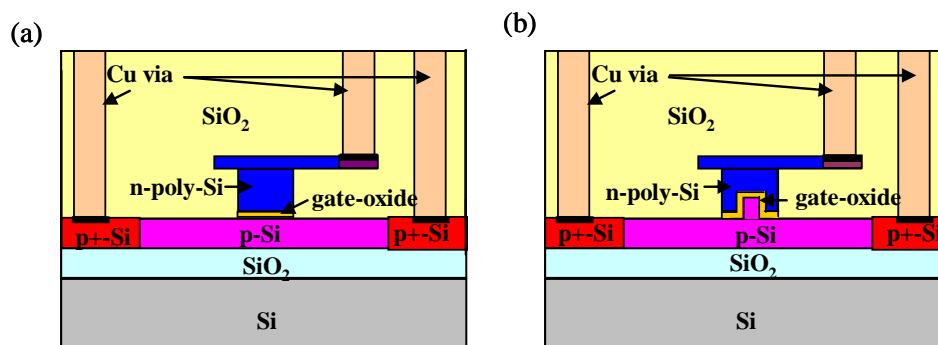 (a)
Cu via
SiO2
n-poly-Si
gate-oxide
p+-Si
p-Si
p+-Si
SiO2
Si
(b)
Cu via
SiO2
n-poly-Si
gate-oxide
p+-Si
p-Si
p+-Si
SiO2
Si